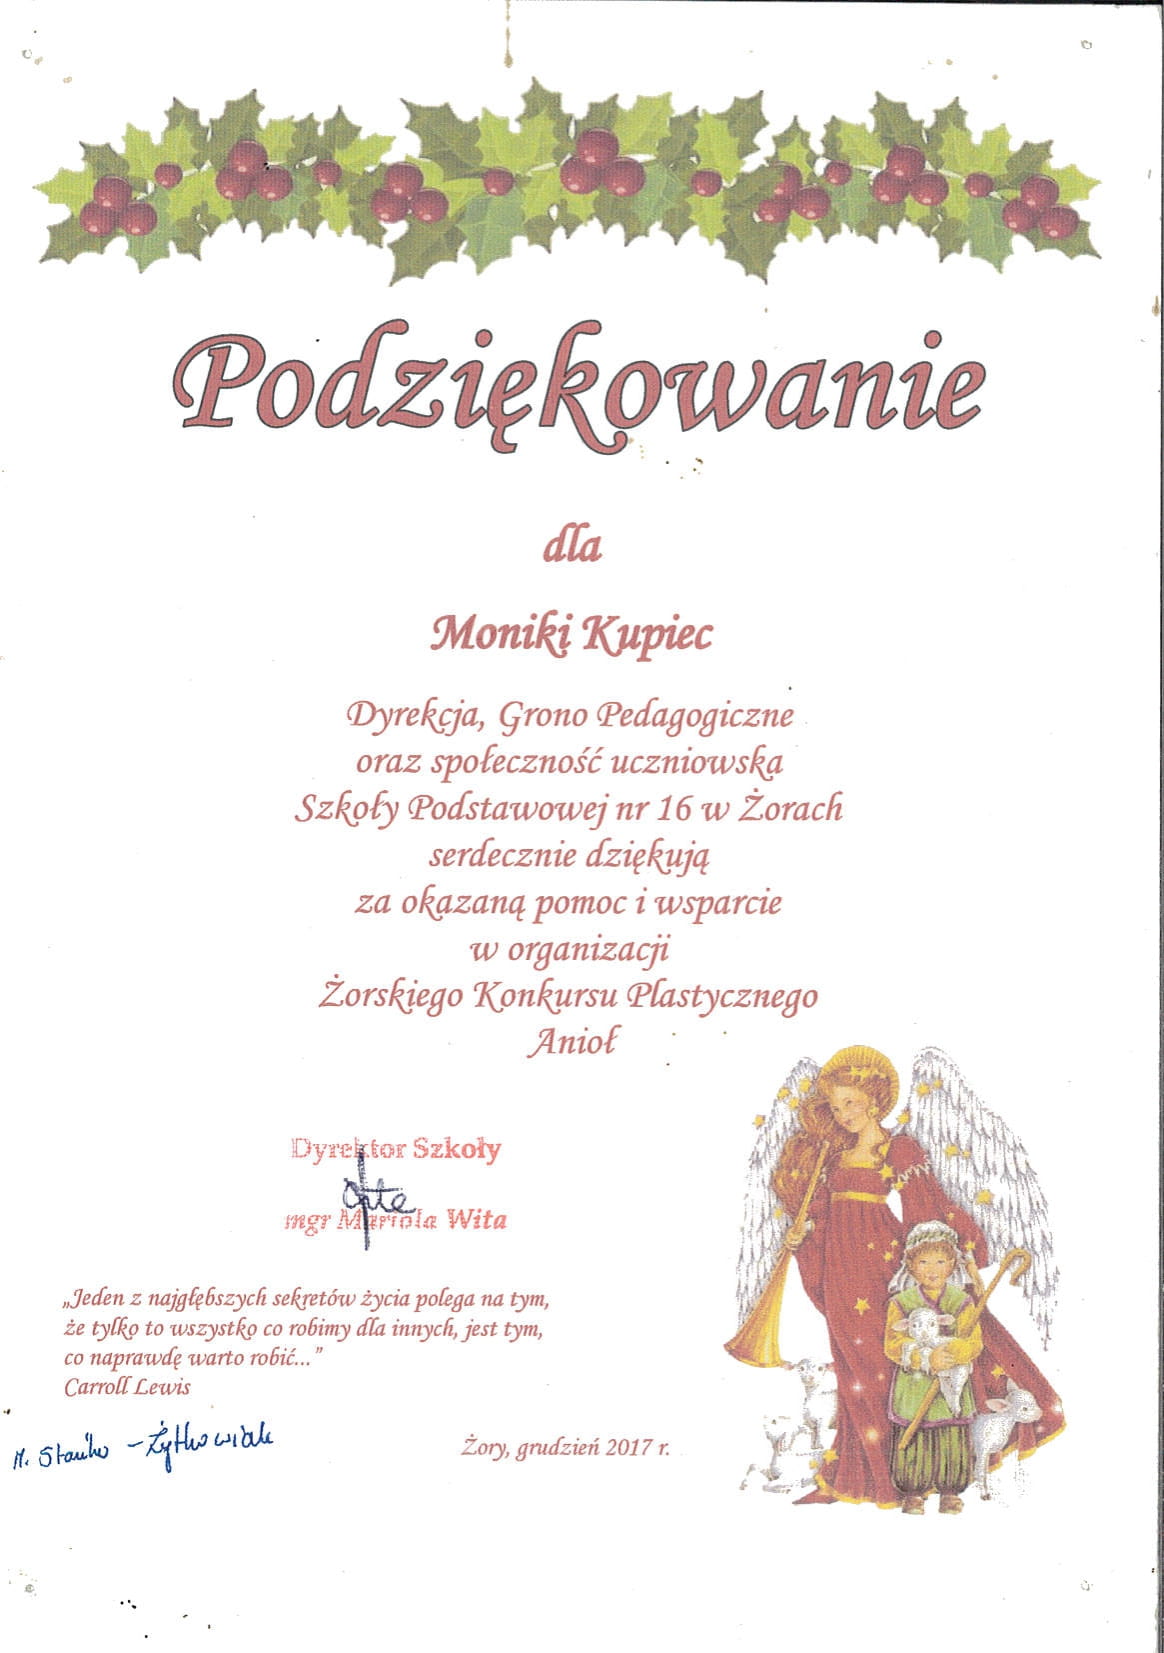 Podziękowanie
dla
Moniki Kupiec
Dyrekcja, Grono Pedagogiczne
oraz społeczność uczniowska
Szkoły Podstawowej nr 16 w Żorach
serdecznie dziękują
za okazaną pomoc i wsparcie
w organizacji
Żorskiego Konkursu Plastycznego
Anioł
Dyrektor Szkoły
mgr Mariola Wita
„Jeden z najgłębszych sekretów życia polega na tym,
że tylko to wszystko co robimy dla innych, jest tym,
co naprawdę warto robić...”
Carroll Lewis
Żory, grudzień 2017 r.